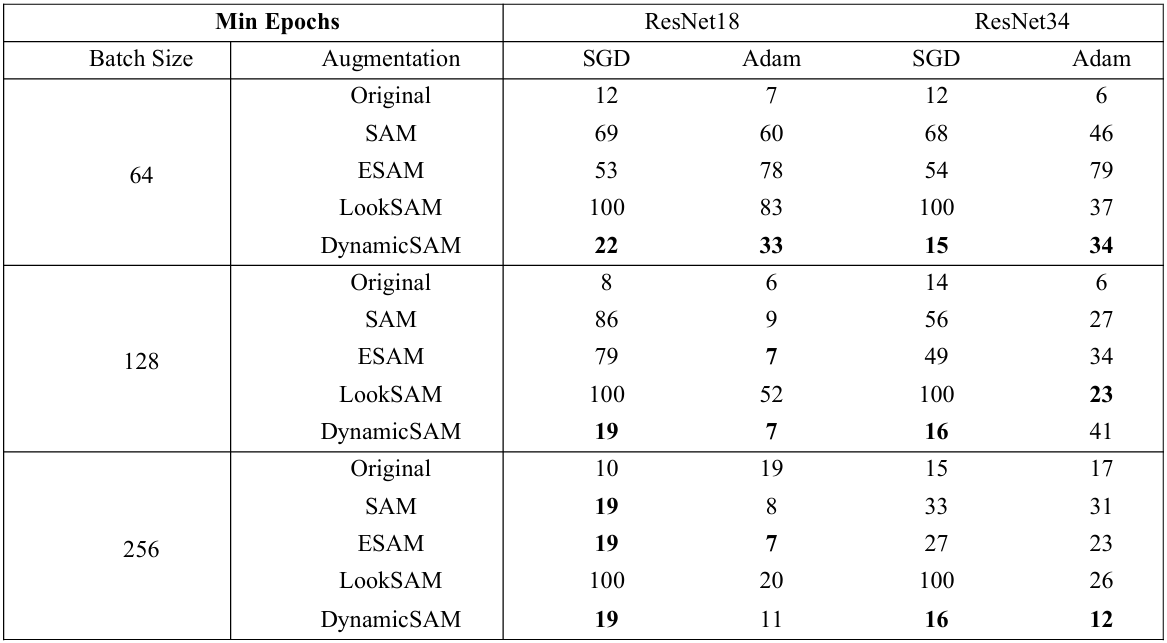 Min Epochs ResNet18 ResNet34
Batch Size Augmentation SGD Adam SGD Adam
Original 12 7 12 6
SAM 69 60 68 46
64 ESAM 53 78 54 79
LookSAM 100 83 100 37
DynamicSAM 22 33 15 34
Original 8 6 14 6
SAM 86 9 56 27
128 ESAM 79 7 49 34
LookSAM 100 52 100 23
DynamicSAM 19 7 16 41
Original 10 19 15 17
SAM 19 8 33 31
256 ESAM 19 7 27 23
LookSAM 100 20 100 26
DynamicSAM 19 11 16 12